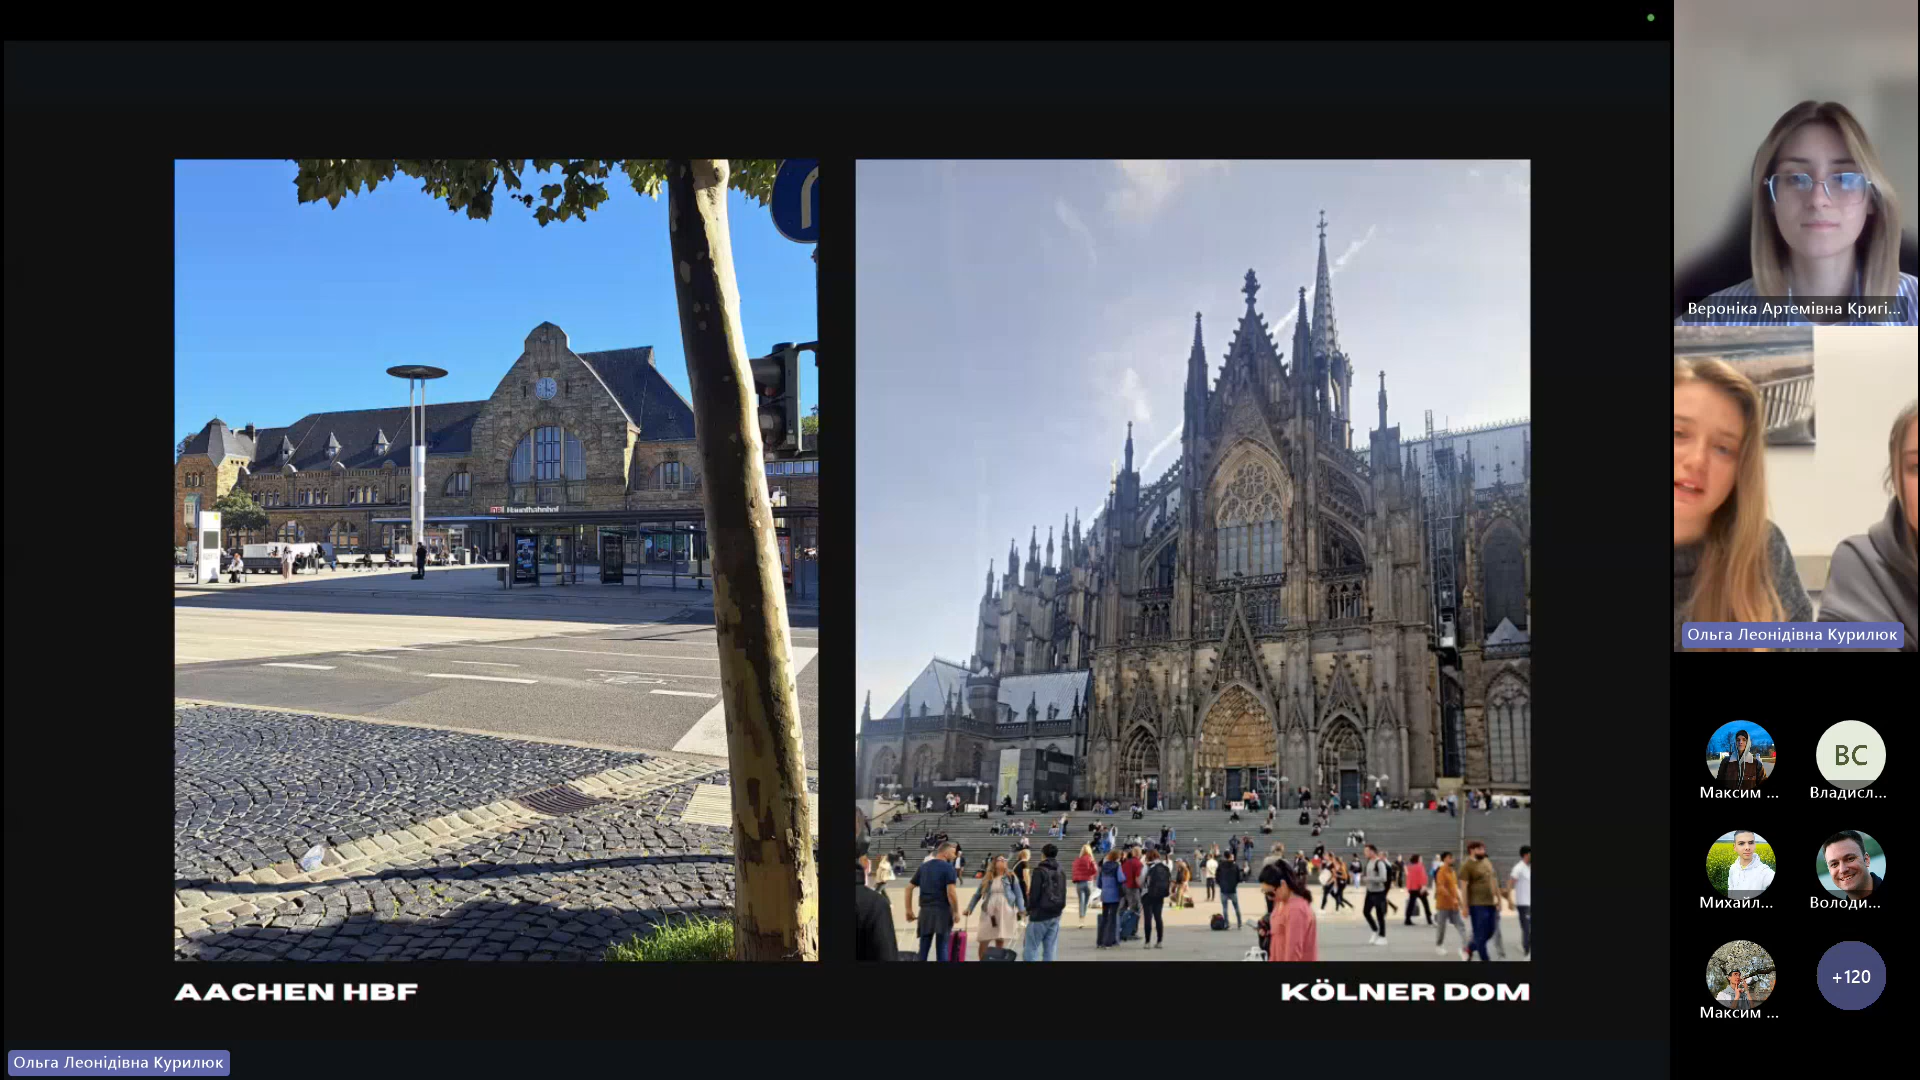 Hauptbahnhof
AACHEN HBF
KÖLNER DOM
Ольга Леонідівна Курилюк
Вероніка Артемівна Кригі...
Ольга Леонідівна Курилюк
ВС
Максим ...
Владисл...
Михайл...
Володи...
+120
Максим ...